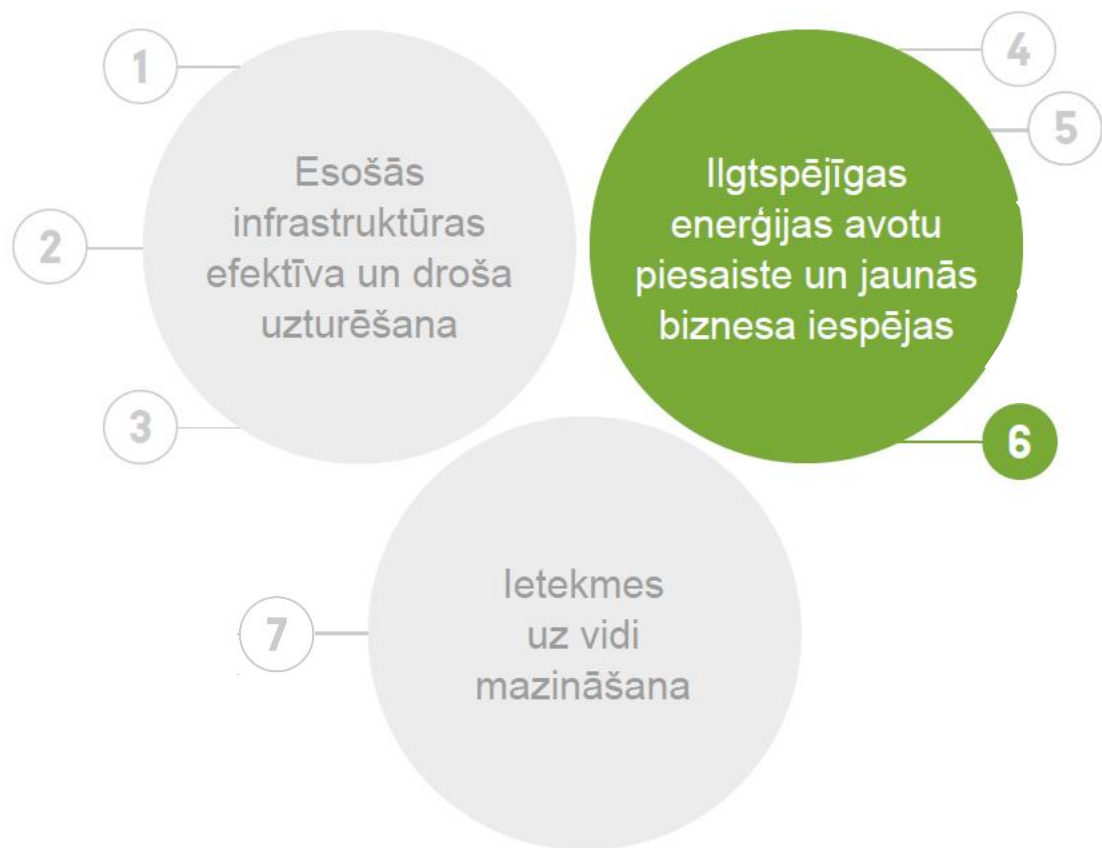 1
Esošās
infrastruktūras
efektīva un droša
uzturēšana
2
3
Ilgtspējīgas
enerģijas avotu
piesaiste un jaunās
biznesa iespējas
4
5
6
Ietekmes
uz vidi
mazināšana
7